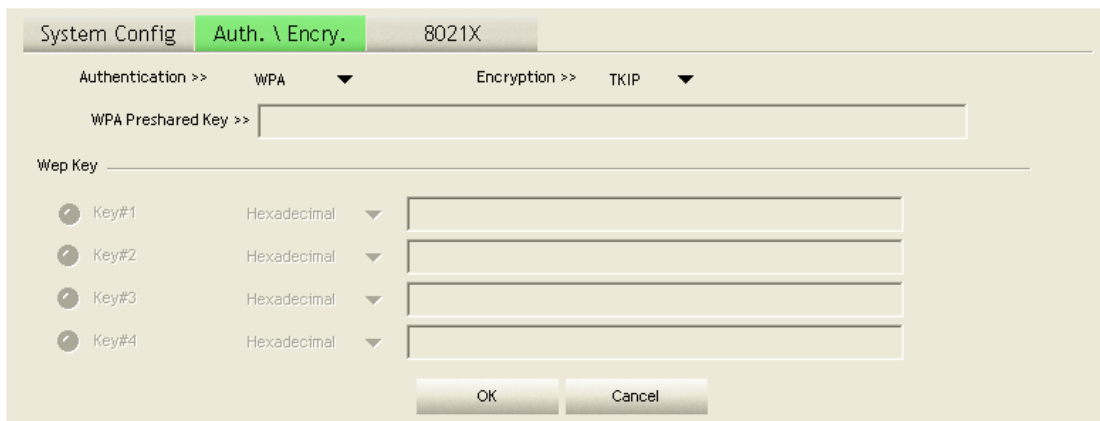 System Config Auth. \ Encry. 8021X
Authentication >> WPA Encryption >> TKIP
WPA Preshared Key >>
Wep Key
Key#1 Hexadecimal
Key#2 Hexadecimal
Key#3 Hexadecimal
Key#4 Hexadecimal
OK Cancel